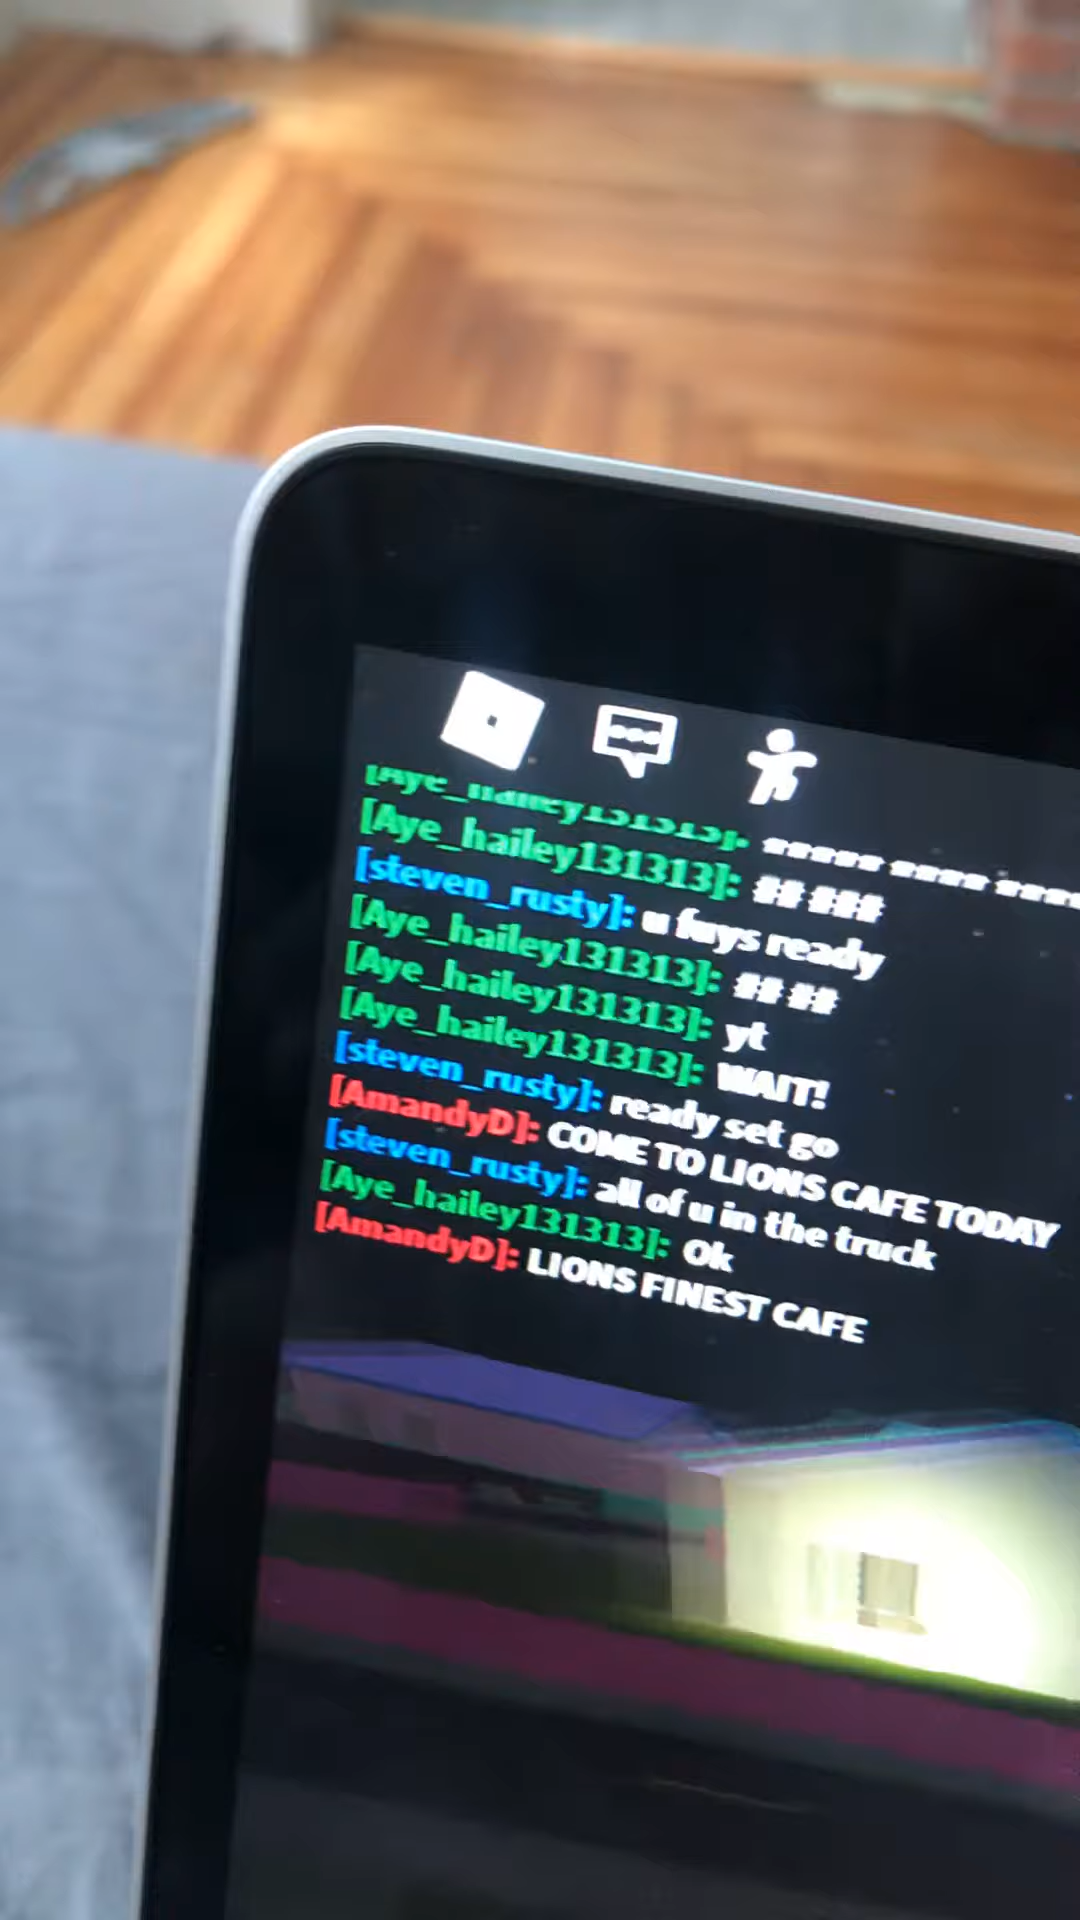 [Aye_hailey131313]:
[Aye_hailey131313]: ## ###
[steven_rusty]: u fuys ready
[Aye_hailey131313]: ## ##
[Aye_hailey131313]: yt
[Aye_hailey131313]: WAIT!
[steven_rusty]: ready set go
[AmandyD]: COME TO LIONS CAFE TODAY
[steven_rusty]: all of u in the truck
[Aye_hailey131313]: Ok
[AmandyD]: LIONS FINEST CAFE